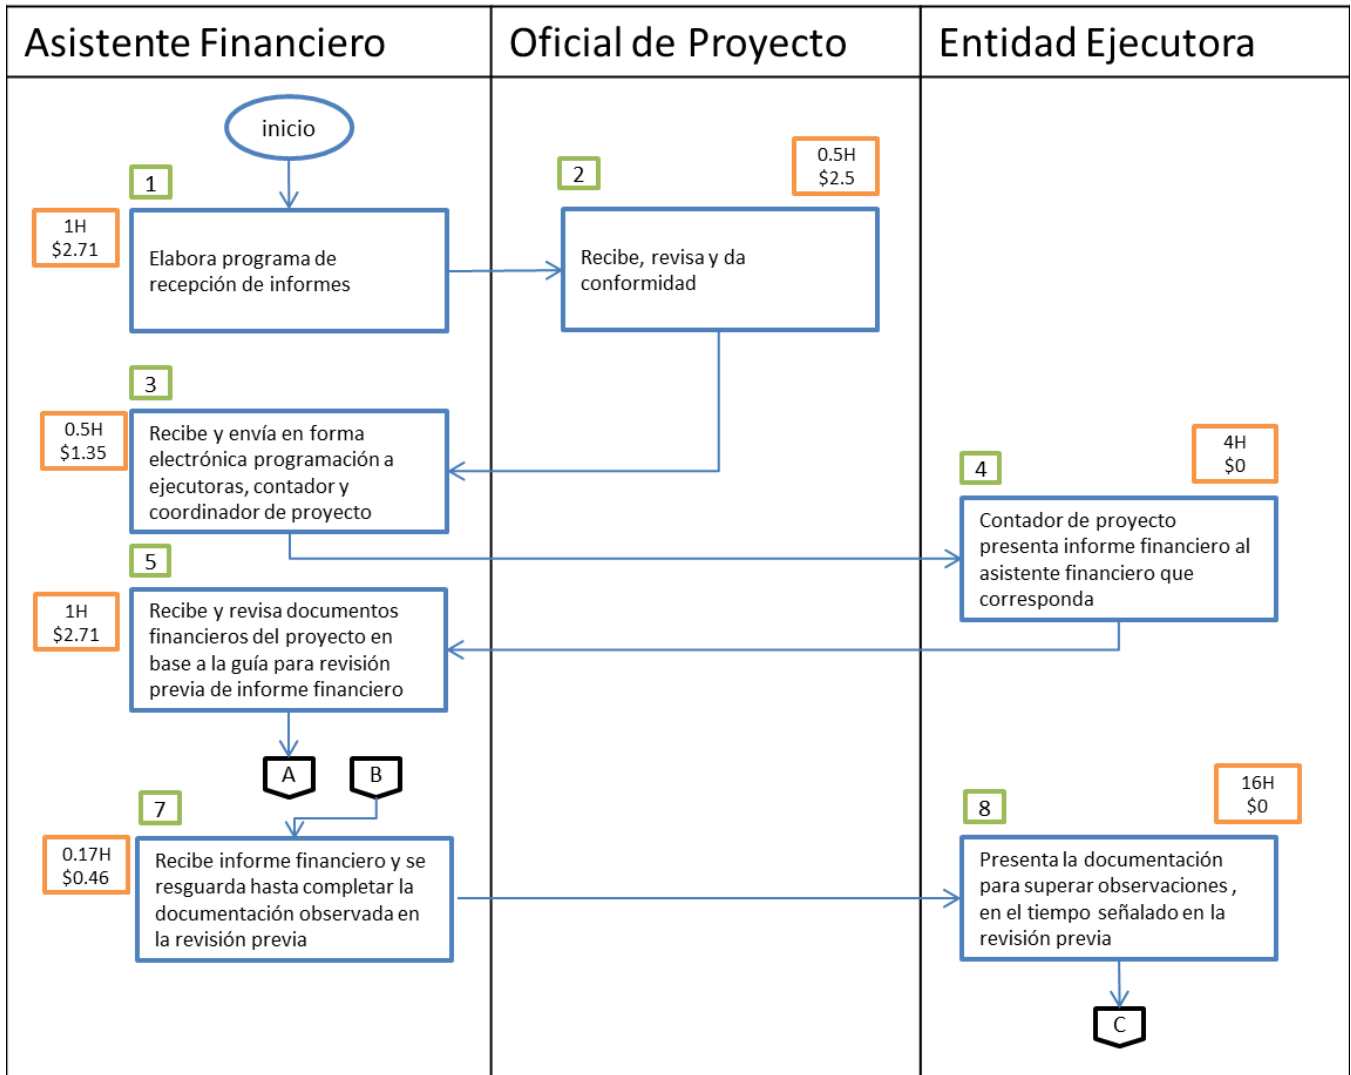 Asistente Financiero
Oficial de Proyecto
Entidad Ejecutora
inicio
1
1H
$2.71
Elabora programa de
recepción de informes
2
0.5H
$2.5
Recibe, revisa y da
conformidad
3
0.5H
$1.35
Recibe y envía en forma
electrónica programación a
ejecutoras, contador y
coordinador de proyecto
4
4H
$0
Contador de proyecto
presenta informe financiero al
asistente financiero que
corresponda
5
1H
$2.71
Recibe y revisa documentos
financieros del proyecto en
base a la guía para revisión
previa de informe financiero
A
B
7
0.17H
$0.46
Recibe informe financiero y se
resguarda hasta completar la
documentación observada en
la revisión previa
8
16H
$0
Presenta la documentación
para superar observaciones ,
en el tiempo señalado en la
revisión previa
C